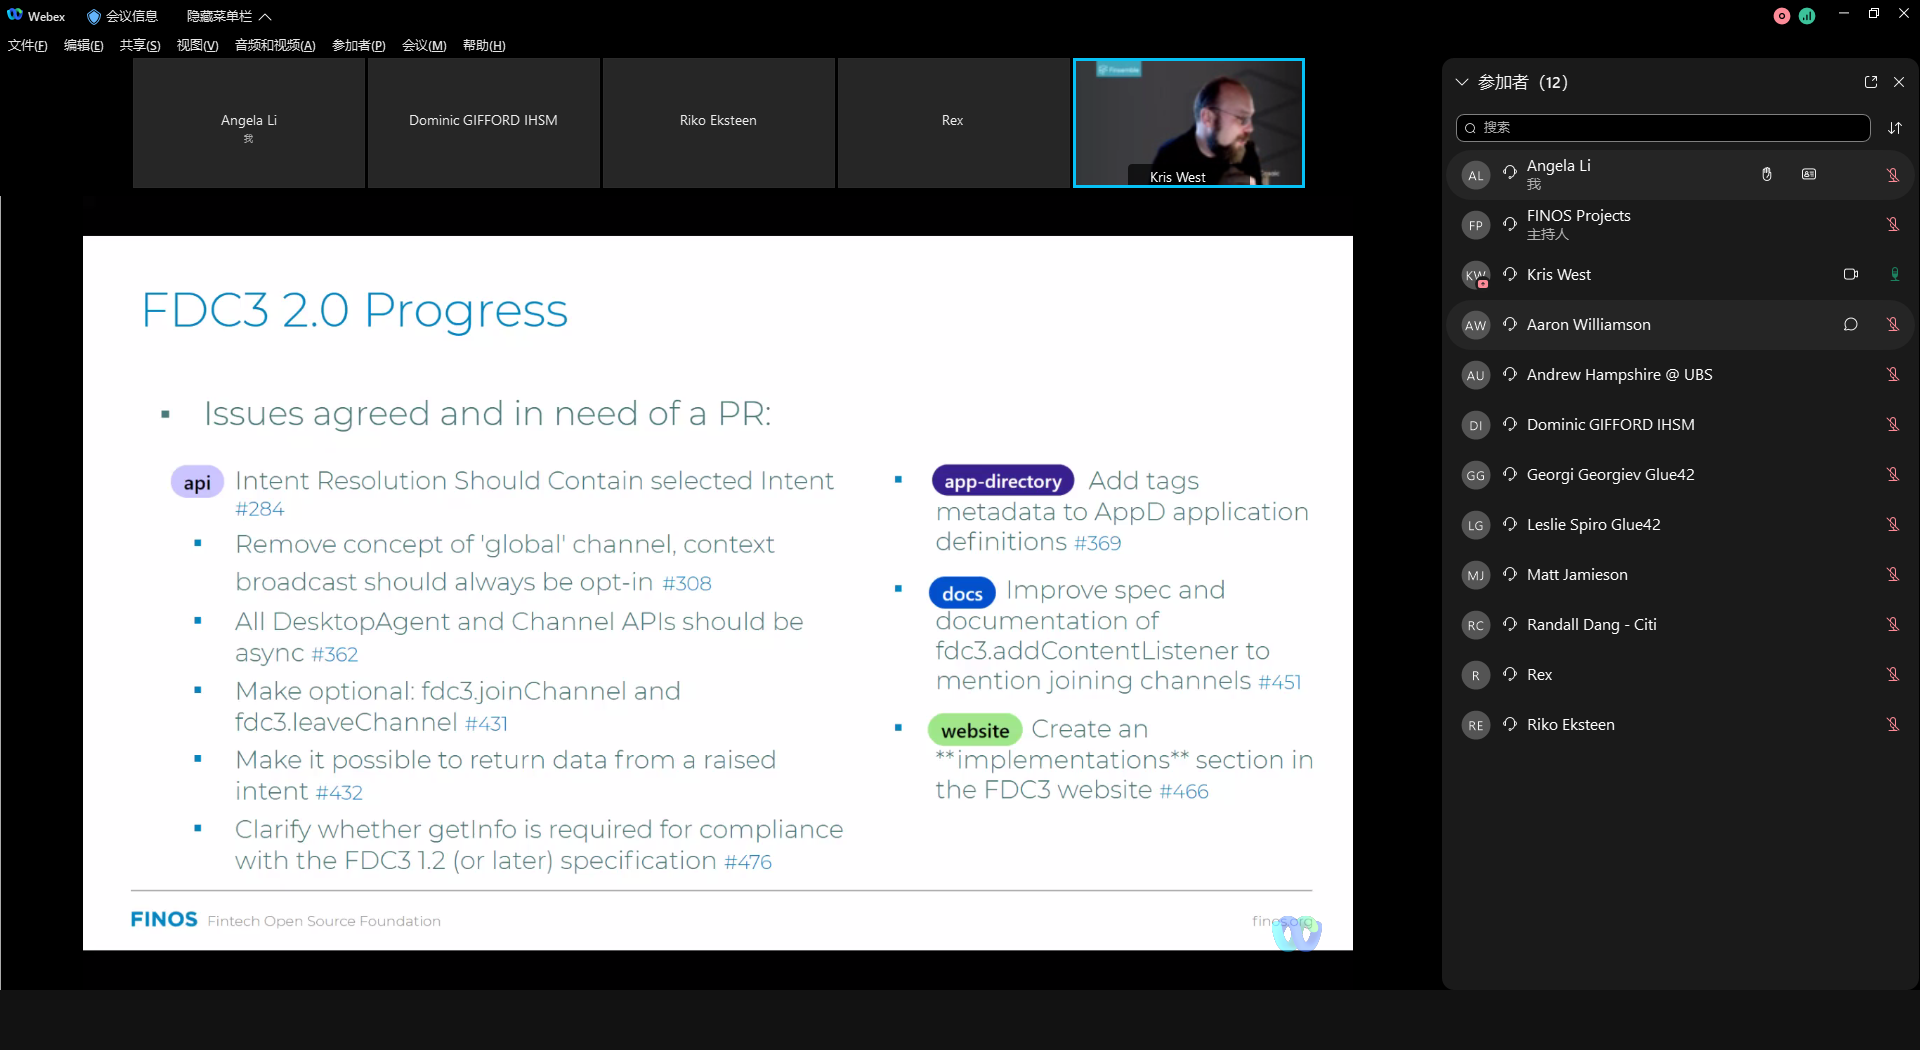 Webex
会议信息
隐藏菜单栏
文件(F) 编辑(E) 共享(S) 视图(V) 音频和视频(A) 参加者(P) 会议(M) 帮助(H)
Angela Li
我
Dominic GIFFORD IHSM
Riko Eksteen
Rex
Kris West
FDC3 2.0 Progress
Issues agreed and in need of a PR:
api Intent Resolution Should Contain selected Intent
#284
Remove concept of 'global' channel, context
broadcast should always be opt-in #308
All DesktopAgent and Channel APIs should be
async #362
Make optional: fdc3.joinChannel and
fdc3.leaveChannel #431
Make it possible to return data from a raised
intent #432
Clarify whether getInfo is required for compliance
with the FDC3 1.2 (or later) specification #476
app-directory Add tags
metadata to AppD application
definitions #369
docs Improve spec and
documentation of
fdc3.addContentListener to
mention joining channels #451
website Create an
**implementations** section in
the FDC3 website #466
FINOS Fintech Open Source Foundation
finos.org
参加者 (12)
搜索
AL Angela Li
我
FP FINOS Projects
主持人
KW Kris West
AW Aaron Williamson
AU Andrew Hampshire @ UBS
DI Dominic GIFFORD IHSM
GG Georgi Georgiev Glue42
LG Leslie Spiro Glue42
MJ Matt Jamieson
RC Randall Dang - Citi
R Rex
RE Riko Eksteen